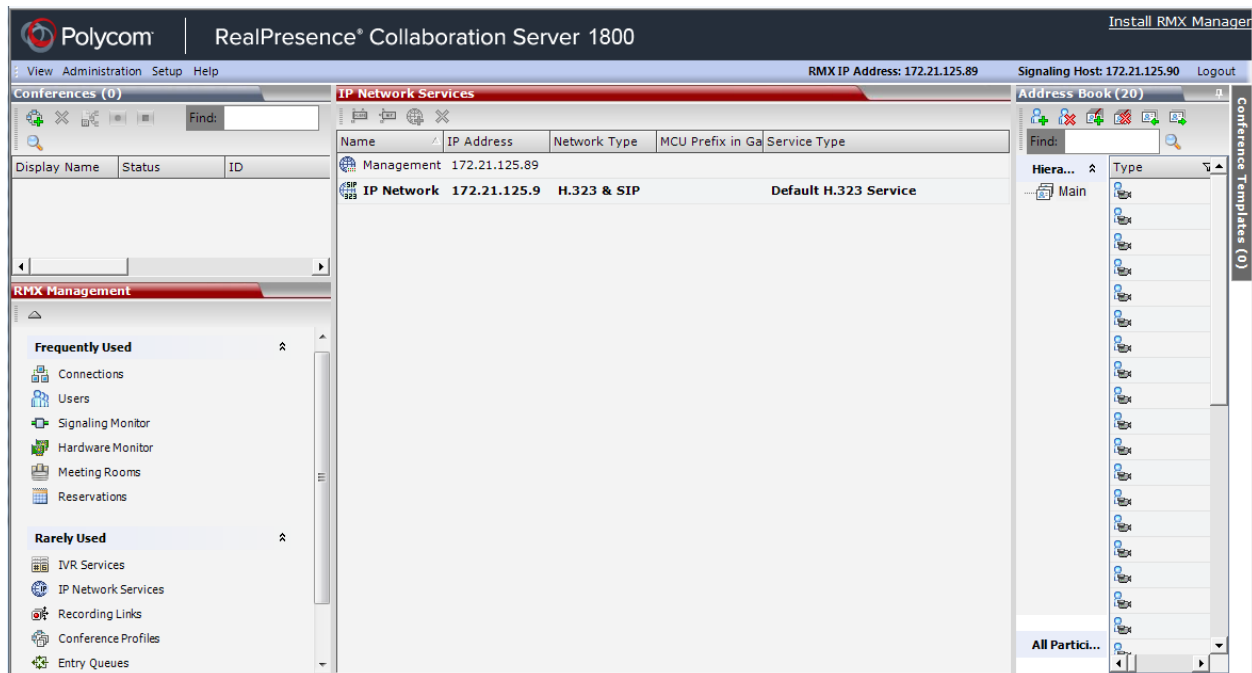 Install RMX Manager
Polycom RealPresence® Collaboration Server 1800
View Administration Setup Help RMX IP Address: 172.21.125.89 Signaling Host: 172.21.125.90 Logout
Conferences (0)
Find:
Display Name Status ID
RMX Management
Frequently Used
Connections
Users
Signaling Monitor
Hardware Monitor
Meeting Rooms
Reservations
Rarely Used
IVR Services
IP Network Services
Recording Links
Conference Profiles
Entry Queues
IP Network Services
Name IP Address Network Type MCU Prefix in Ga Service Type
Management 172.21.125.89
IP Network 172.21.125.9 H.323 & SIP Default H.323 Service
Address Book (20)
Find:
Hiera... Type
Main
All Partici...
Conference Templates (0)